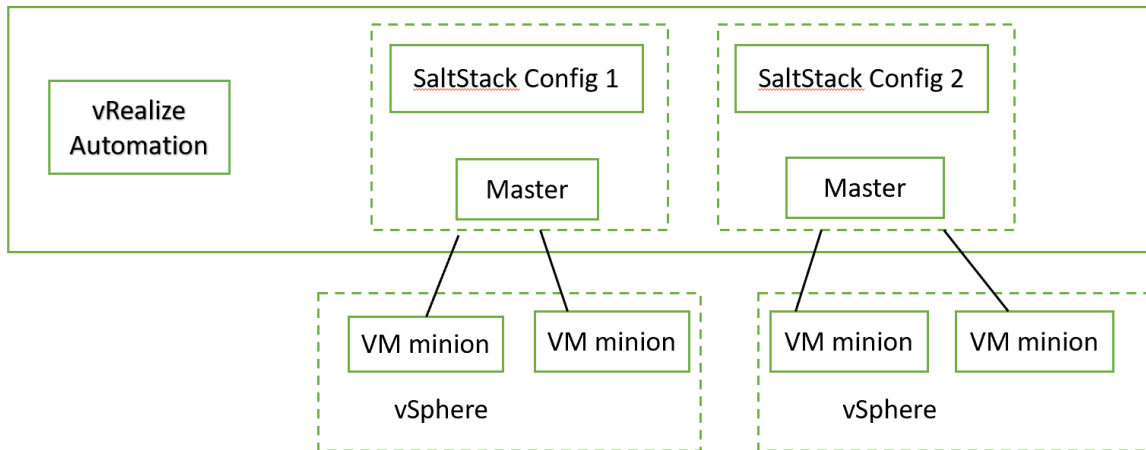 vRealize
Automation
SaltStack Config 1
Master
SaltStack Config 2
Master
VM minion
VM minion
vSphere
VM minion
VM minion
vSphere